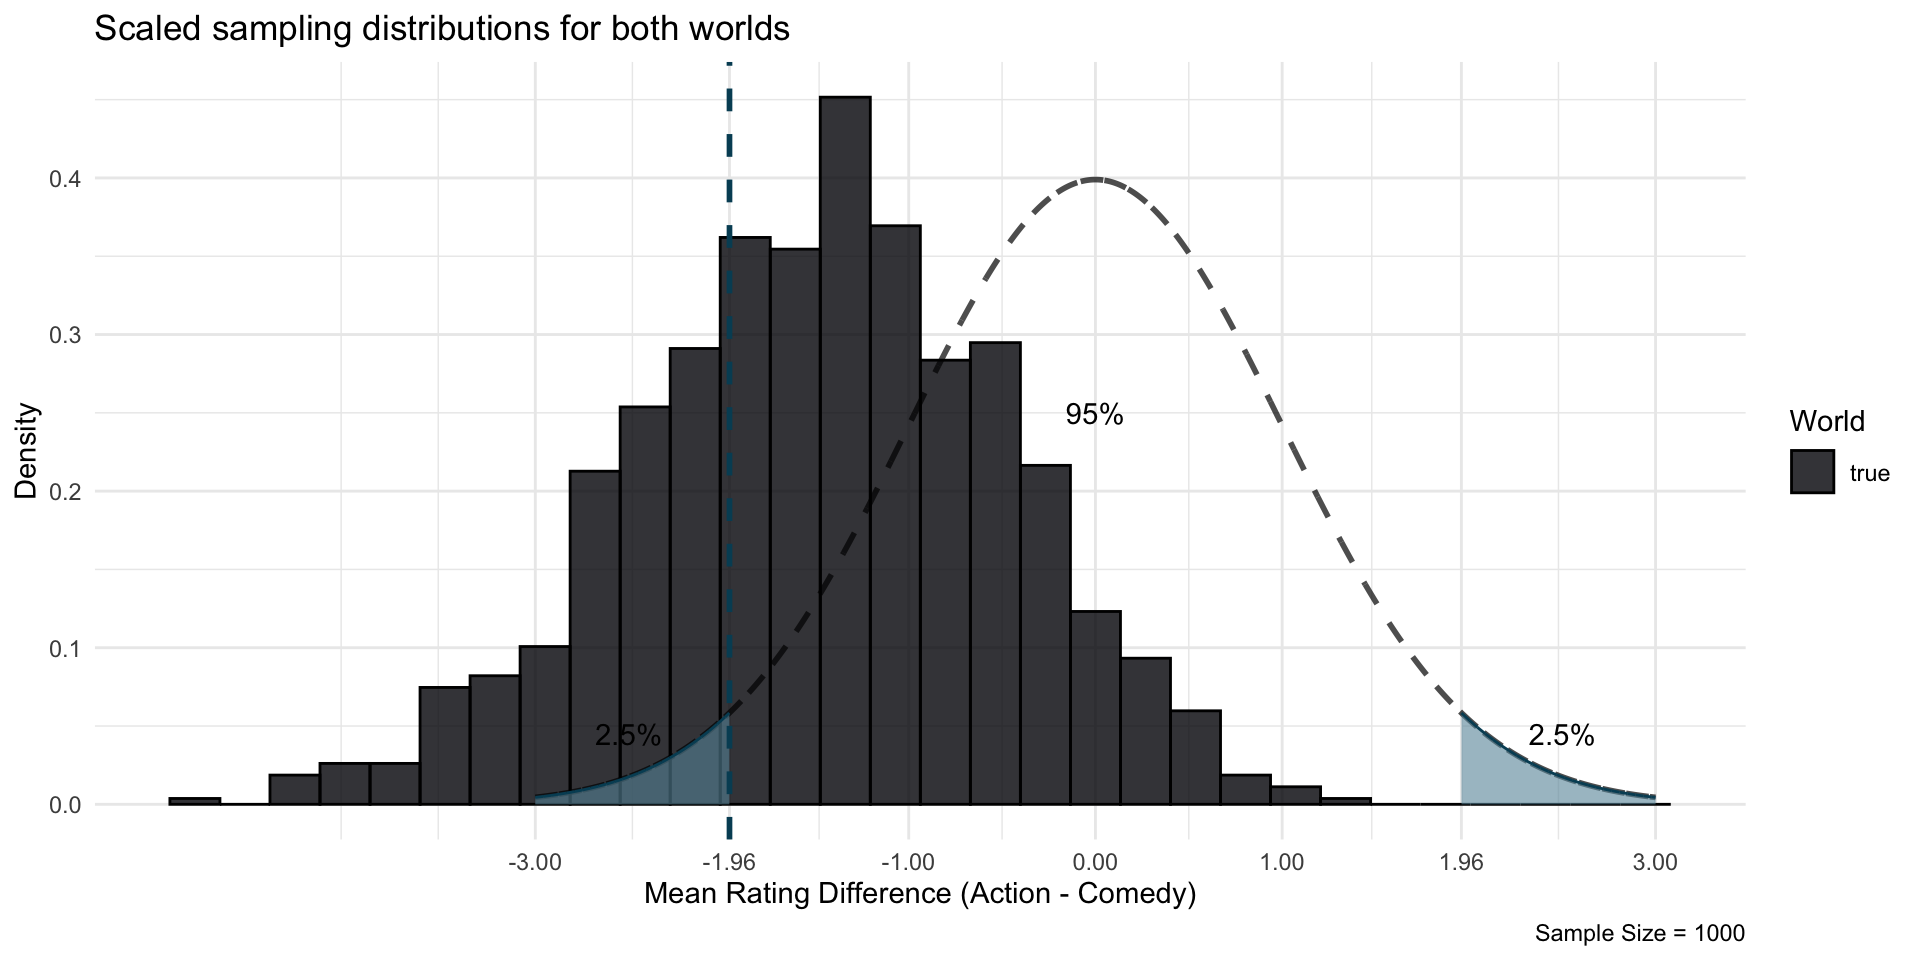 Scaled sampling distributions for both worlds
Density
0.4
0.3
0.2
0.1
0.0
95%
2.5%
2.5%
-3.00
-1.96
-1.00
0.00
1.00
1.96
3.00
Mean Rating Difference (Action - Comedy)
World
true
Sample Size = 1000